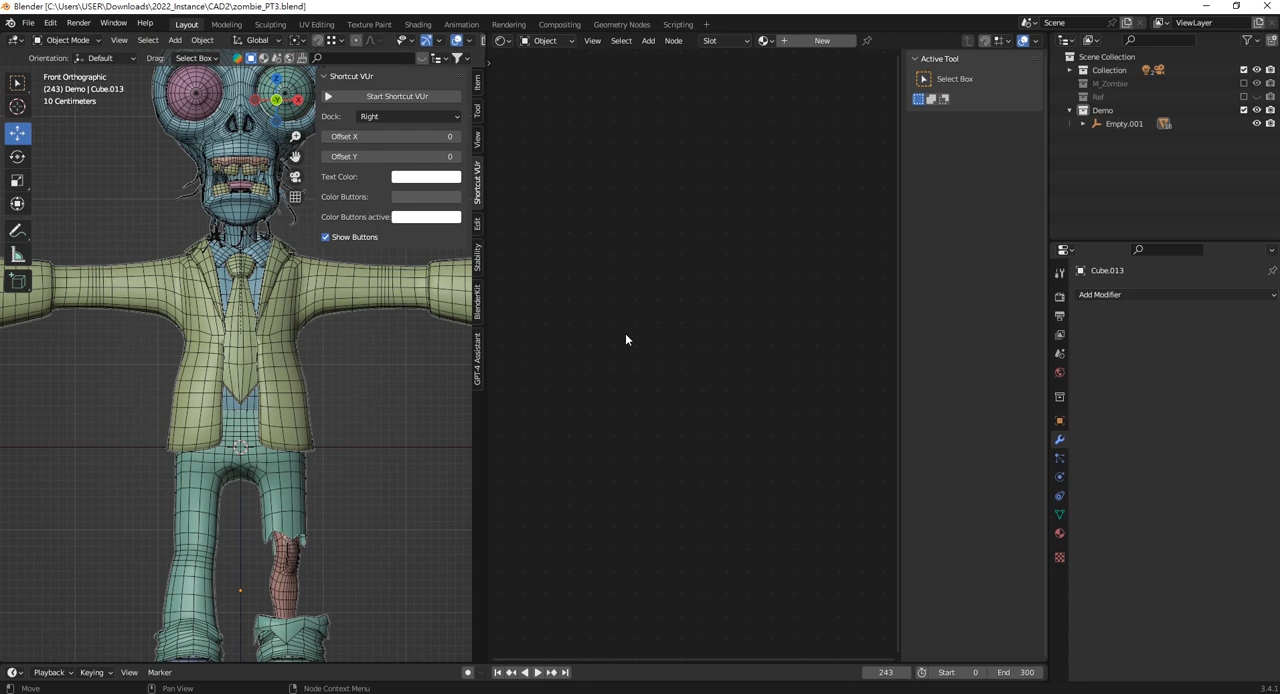 Blender [C:\Users\USER\Downloads\2022_Instance\CAD2\zombie_PT3.blend]
File Edit Render Window Help Layout Modeling Sculpting UV Editing Texture Paint Shading Animation Rendering Compositing Geometry Nodes Scripting + Scene ViewLayer
Object Mode View Select Add Object Global Object View Select Add Node Slot New
Orientation: Default Drag: Select Box
Front Orthographic
(243) Demo | Cube.013
10 Centimeters
Shortcut VUr
Start Shortcut VUr
Dock: Right
Offset X 0
Offset Y 0
Text Color:
Color Buttons:
Color Buttons active:
Show Buttons
Item
Tool
View
Shortcut VUr
Edit
Stability
BlenderKit
GPT-4 Assistant
Z
X
Y
Active Tool
Select Box
Scene Collection
Collection
M_Zombie
Ref
Demo
Empty.001
Cube.013
Add Modifier
Playback Keying View Marker 243 Start 0 End 300
Move Pan View Node Context Menu 3.4.1